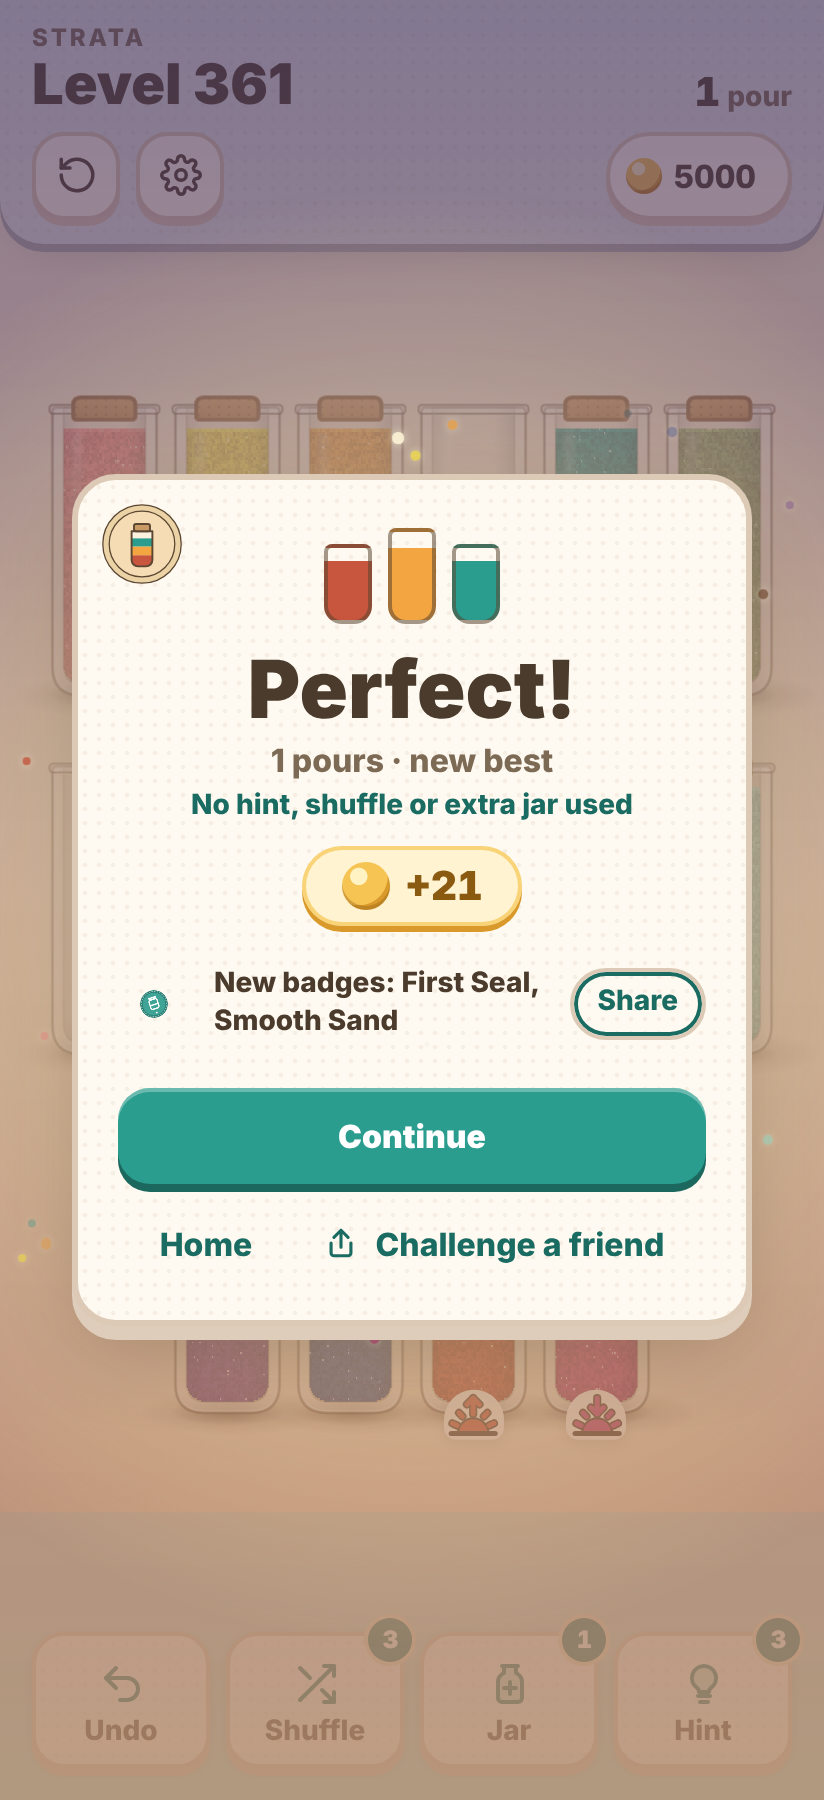 STRATA
Level 361
1 pour
5000
Perfect!
1 pours · new best
No hint, shuffle or extra jar used
+21
New badges: First Seal,
Smooth Sand
Share
Continue
Home
Challenge a friend
3
1
3
Undo
Shuffle
Jar
Hint